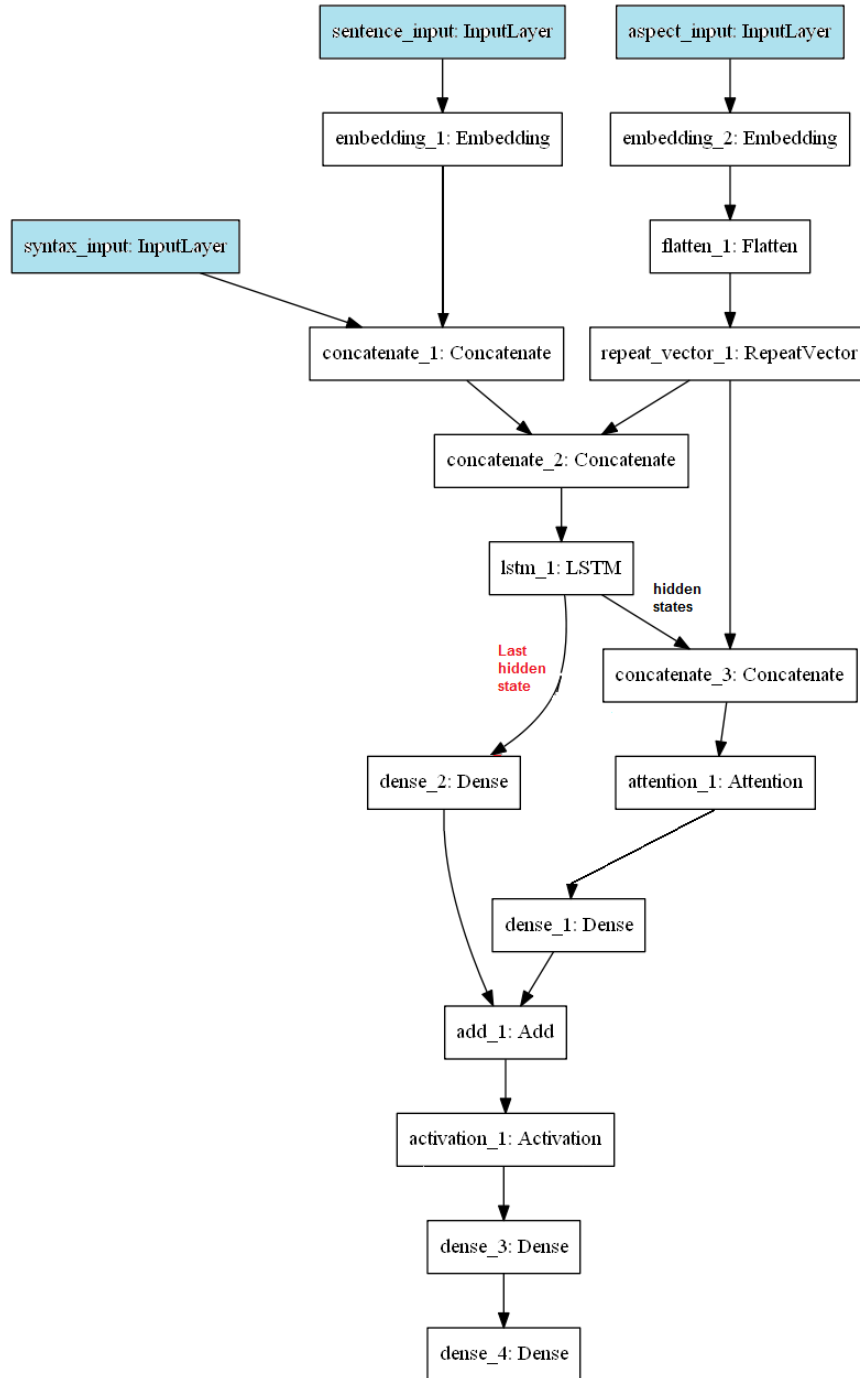 sentence_input: InputLayer
aspect_input: InputLayer
embedding_1: Embedding
embedding_2: Embedding
syntax_input: InputLayer
flatten_1: Flatten
concatenate_1: Concatenate
repeat_vector_1: RepeatVector
concatenate_2: Concatenate
lstm_1: LSTM
hidden
states
Last
hidden
state
concatenate_3: Concatenate
dense_2: Dense
attention_1: Attention
dense_1: Dense
add_1: Add
activation_1: Activation
dense_3: Dense
dense_4: Dense